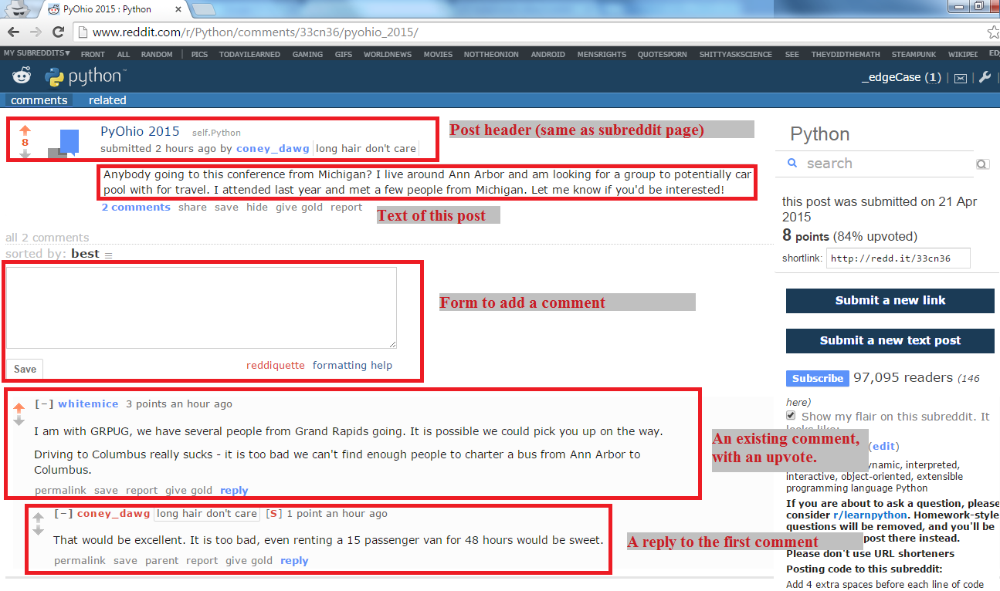 PyOhio 2015 : Python
www.reddit.com/r/Python/comments/33cn36/pyohio_2015/
MY SUBREDDITS▾ FRONT ALL RANDOM | PICS TODAYILEARNED GAMING GIFS WORLDNEWS MOVIES NOTTHEONION ANDROID MENSRIGHTS QUOTESPORN SHITTYASKSCIENCE SEE THEYDIDTHEMATH STEAMPUNK
python™
_edgeCase (1) |
comments related
8
PyOhio 2015 self.Python
submitted 2 hours ago by coney_dawg long hair don't care
Post header (same as subreddit page)
Anybody going to this conference from Michigan? I live around Ann Arbor and am looking for a group to potentially car
pool with for travel. I attended last year and met a few people from Michigan. Let me know if you'd be interested!
2 comments share save hide give gold report
Text of this post
all 2 comments
sorted by: best
Form to add a comment
Save
reddiquette formatting help
[–] whitemice 3 points an hour ago
I am with GRPUG, we have several people from Grand Rapids going. It is possible we could pick you up on the way.
Driving to Columbus really sucks - it is too bad we can't find enough people to charter a bus from Ann Arbor to
Columbus.
permalink save report give gold reply
An existing comment,
with an upvote.
[–] coney_dawg long hair don't care [S] 1 point an hour ago
That would be excellent. It is too bad, even renting a 15 passenger van for 48 hours would be sweet.
permalink save parent report give gold reply
A reply to the first comment
Python
search
this post was submitted on 21 Apr
2015
8 points (84% upvoted)
shortlink: http://redd.it/33cn36
Submit a new link
Submit a new text post
Subscribe 97,095 readers (146
here)
Show my flair on this subreddit. It
(edit)
interpreted,
interactive, object-oriented, extensible
programming language Python
If you are about to ask a question, please
consider r/learnpython. Homework-style
questions will be removed, and you'll be
post there instead.
Please don't use URL shorteners
Posting code to this subreddit:
Add 4 extra spaces before each line of code